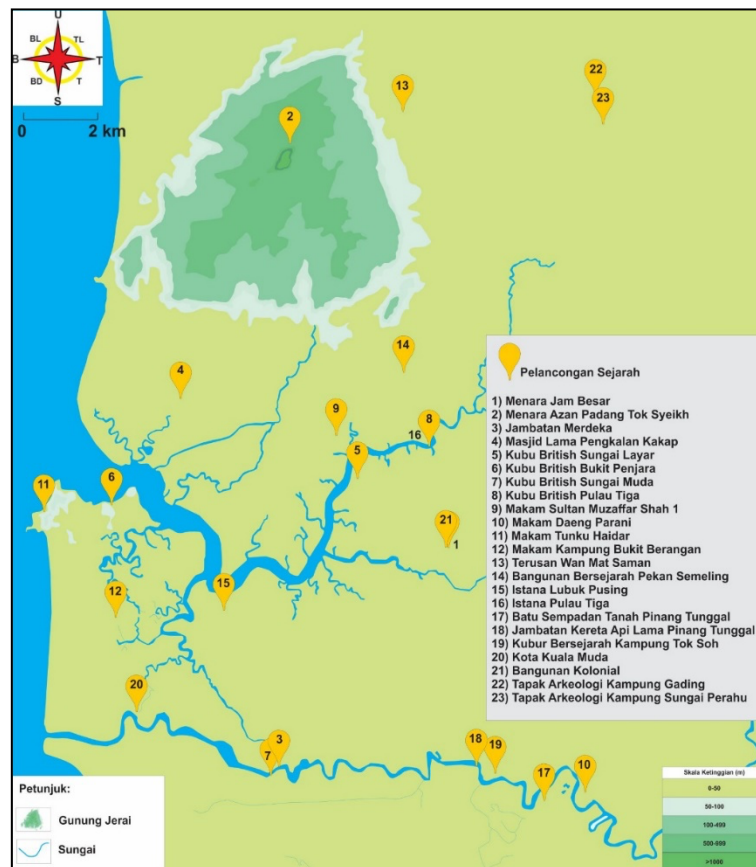 U
BL
TL
B
T
BD
T
S
0
2 km
22
13
23
2
14
4
9
8
16
5
6
11
21
1
15
12
20
3
7
18
19
10
17
Pelancongan Sejarah
1) Menara Jam Besar
2) Menara Azan Padang Tok Syeikh
3) Jambatan Merdeka
4) Masjid Lama Pengkalan Kakap
5) Kubu British Sungai Layar
6) Kubu British Bukit Penjara
7) Kubu British Sungai Muda
8) Kubu British Pulau Tiga
9) Makam Sultan Muzaffar Shah 1
10) Makam Daeng Parani
11) Makam Tunku Haidar
12) Makam Kampung Bukit Berangan
13) Terusan Wan Mat Saman
14) Bangunan Bersejarah Pekan Semeling
15) Istana Lubuk Pusing
16) Istana Pulau Tiga
17) Batu Sempadan Tanah Pinang Tunggal
18) Jambatan Kereta Api Lama Pinang Tunggal
19) Kubur Bersejarah Kampung Tok Soh
20) Kota Kuala Muda
21) Bangunan Kolonial
22) Tapak Arkeologi Kampung Gading
23) Tapak Arkeologi Kampung Sungai Perahu
Petunjuk:
Gunung Jerai
Sungai
Skala Ketinggian (m)
0-50
50-100
100-499
500-999
>1000